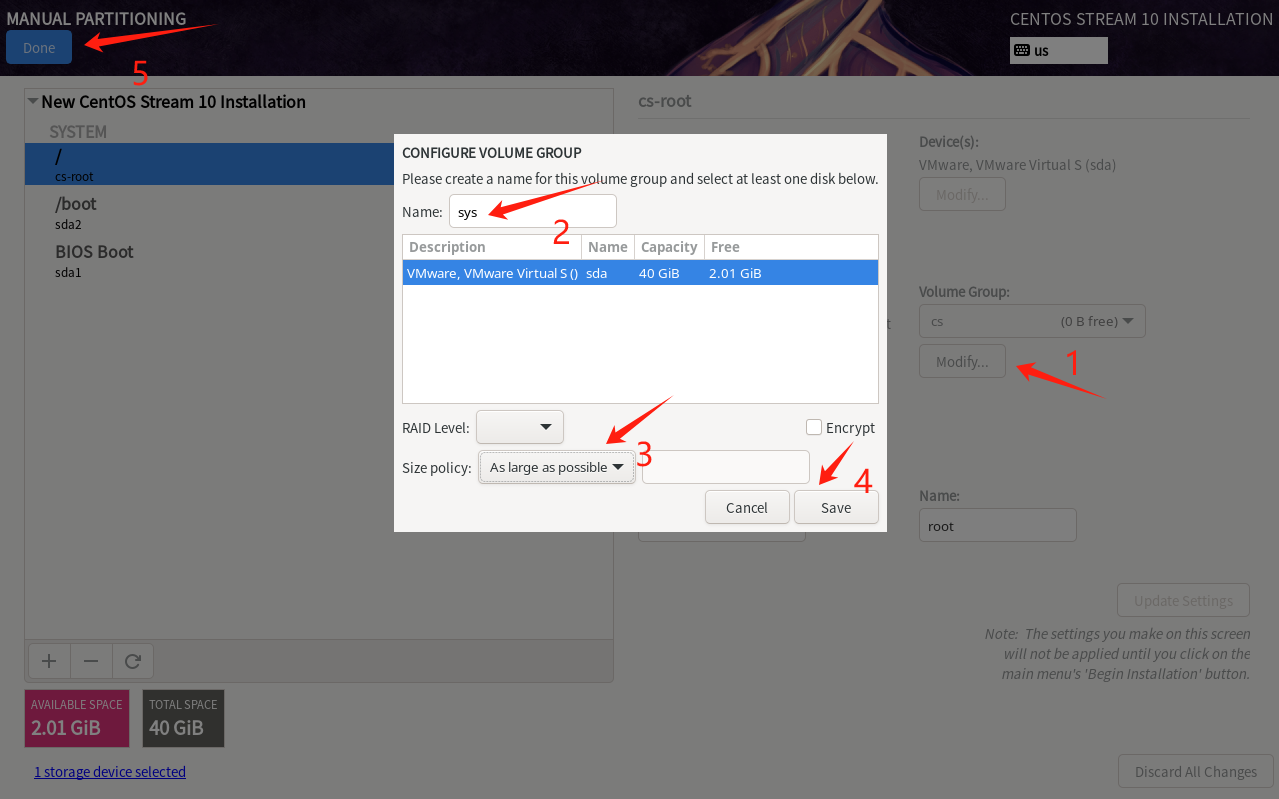 MANUAL PARTITIONING
CENTOS STREAM 10 INSTALLATION
Done
us
5
New CentOS Stream 10 Installation
SYSTEM
/
cs-root
/boot
sda2
BIOS Boot
sda1
cs-root
Device(s):
VMware, VMware Virtual S (sda)
Modify...
CONFIGURE VOLUME GROUP
Please create a name for this volume group and select at least one disk below.
Name: sys
2
Description Name Capacity Free
VMware, VMware Virtual S () sda 40 GiB 2.01 GiB
Volume Group:
cs (0 B free)
Modify...
1
RAID Level:
Encrypt
3
Size policy: As large as possible
4
Cancel Save
Name:
root
Update Settings
Note: The settings you make on this screen
will not be applied until you click on the
main menu's 'Begin Installation' button.
AVAILABLE SPACE
2.01 GiB
TOTAL SPACE
40 GiB
1 storage device selected
Discard All Changes